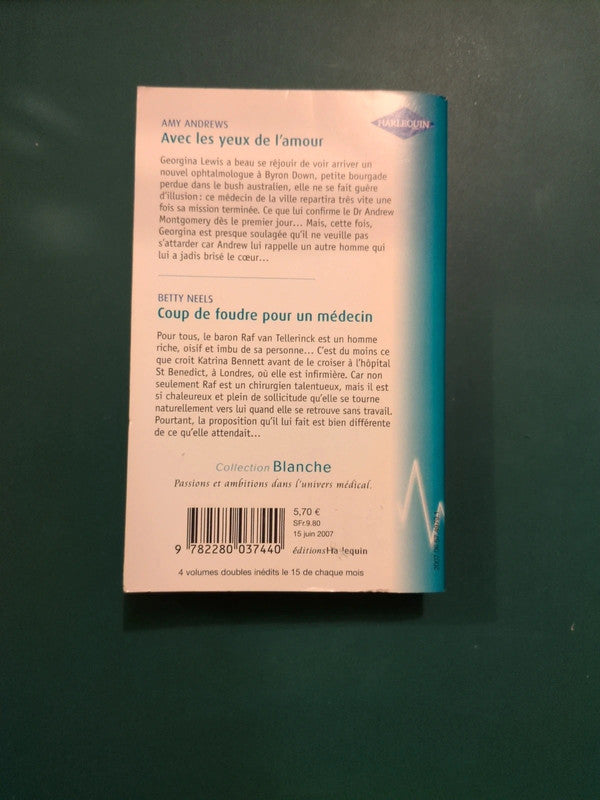 HARLEQUIN
AMY ANDREWS
Avec les yeux de l'amour
Georgina Lewis a beau se réjouir de voir arriver un
nouvel ophtalmologue à Byron Down, petite bourgade
perdue dans le bush australien, elle ne se fait guère
d'illusion : ce médecin de la ville repartira très vite une
fois sa mission terminée. Ce que lui confirme le Dr Andrew
Montgomery dès le premier jour... Mais, cette fois,
Georgina est presque soulagée qu'il ne veuille pas
s'attarder car Andrew lui rappelle un autre homme qui
lui a jadis brisé le cœur...
BETTY NEELS
Coup de foudre pour un médecin
Pour tous, le baron Raf van Tellerinck est un homme
riche, oisif et imbu de sa personne... C'est du moins ce
que croit Katrina Bennett avant de le croiser à l'hôpital
St Benedict, à Londres, où elle est infirmière. Car non
seulement Raf est un chirurgien talentueux, mais il est
si chaleureux et plein de sollicitude qu'elle se tourne
naturellement vers lui quand elle se retrouve sans travail.
Pourtant, la proposition qu'il lui fait est bien différente
de ce qu'elle attendait...
Collection Blanche
Passions et ambitions dans l'univers médical.
5,70 €
SFr.9.80
15 juin 2007
9 782280 037440
éditions Harlequin
4 volumes doubles inédits le 15 de chaque mois